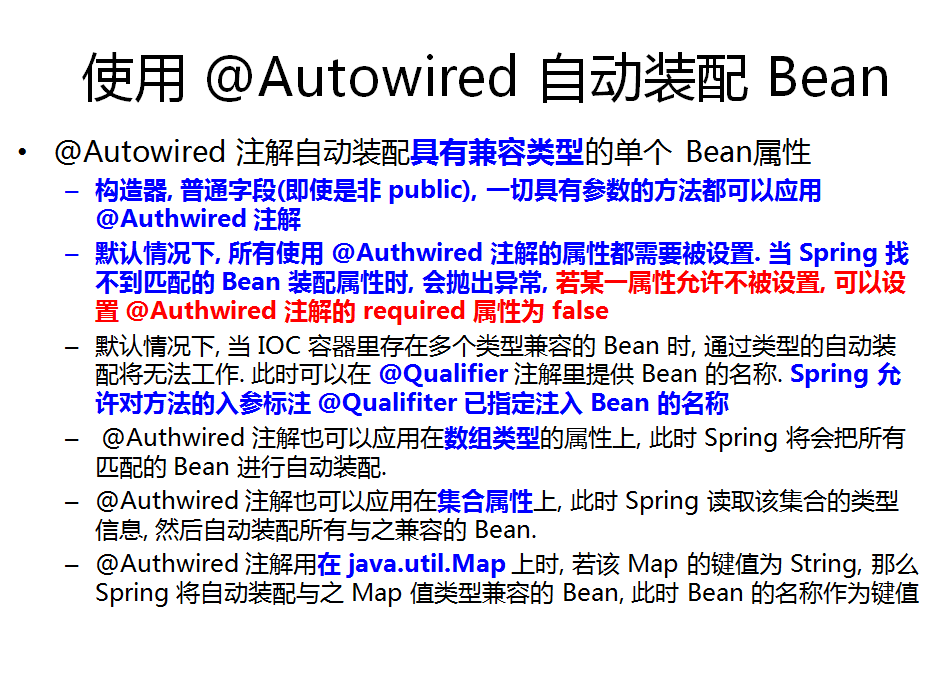 使用 @Autowired 自动装配 Bean
• @Autowired 注解自动装配具有兼容类型的单个 Bean属性
– 构造器, 普通字段(即使是非 public), 一切具有参数的方法都可以应用
@Authwired 注解
– 默认情况下, 所有使用 @Authwired 注解的属性都需要被设置. 当 Spring 找
不到匹配的 Bean 装配属性时, 会抛出异常, 若某一属性允许不被设置, 可以设
置 @Authwired 注解的 required 属性为 false
– 默认情况下, 当 IOC 容器里存在多个类型兼容的 Bean 时, 通过类型的自动装
配将无法工作. 此时可以在 @Qualifier 注解里提供 Bean 的名称. Spring 允
许对方法的入参标注 @Qualifiter 已指定注入 Bean 的名称
– @Authwired 注解也可以应用在数组类型的属性上, 此时 Spring 将会把所有
匹配的 Bean 进行自动装配.
– @Authwired 注解也可以应用在集合属性上, 此时 Spring 读取该集合的类型
信息, 然后自动装配所有与之兼容的 Bean.
– @Authwired 注解用在 java.util.Map 上时, 若该 Map 的键值为 String, 那么
Spring 将自动装配与之 Map 值类型兼容的 Bean, 此时 Bean 的名称作为键值